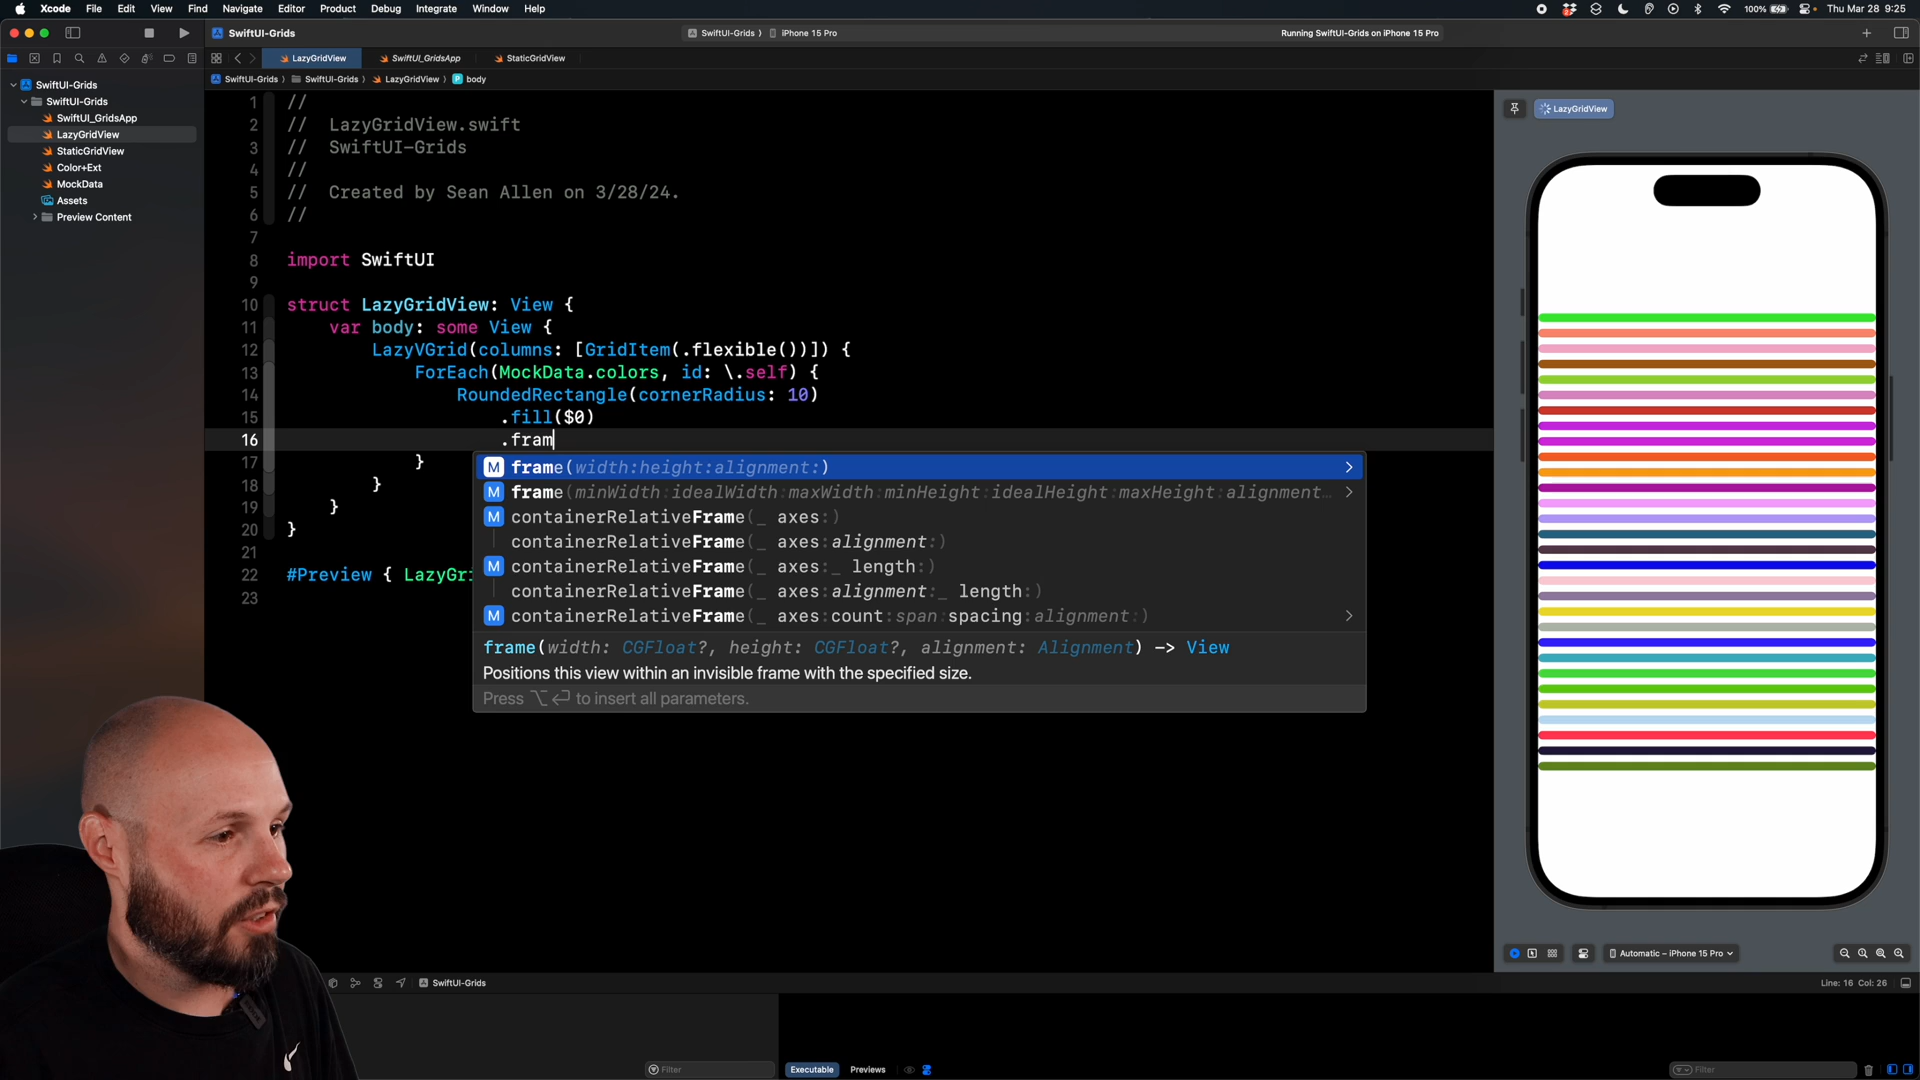 Xcode File Edit View Find Navigate Editor Product Debug Integrate Window Help
100% Thu Mar 28 9:25
SwiftUI-Grids
SwiftUI-Grids iPhone 15 Pro
Running SwiftUI-Grids on iPhone 15 Pro
LazyGridView SwiftUI_GridsApp StaticGridView
SwiftUI-Grids SwiftUI-Grids LazyGridView body
SwiftUI-Grids
SwiftUI-Grids
SwiftUI_GridsApp
LazyGridView
StaticGridView
Color+Ext
MockData
Assets
Preview Content
1 //
2 // LazyGridView.swift
3 // SwiftUI-Grids
4 //
5 // Created by Sean Allen on 3/28/24.
6 //
7
8 import SwiftUI
9
10 struct LazyGridView: View {
11 var body: some View {
12 LazyVGrid(columns: [GridItem(.flexible())]) {
13 ForEach(MockData.colors, id: \.self) {
14 RoundedRectangle(cornerRadius: 10)
15 .fill($0)
16 .fram
17 }
18 }
19 }
20 }
21
22 #Preview { LazyGri
23
frame(width:height:alignment:)
frame(minWidth:idealWidth:maxWidth:minHeight:idealHeight:maxHeight:alignment…
containerRelativeFrame(_ axes:)
containerRelativeFrame(_ axes:alignment:)
containerRelativeFrame(_ axes:_ length:)
containerRelativeFrame(_ axes:alignment:_ length:)
containerRelativeFrame(_ axes:count:span:spacing:alignment:)
frame(width: CGFloat?, height: CGFloat?, alignment: Alignment) -> View
Positions this view within an invisible frame with the specified size.
Press ⌥↩ to insert all parameters.
LazyGridView
Automatic – iPhone 15 Pro
SwiftUI-Grids
Line: 16 Col: 26
Filter
Executable Previews
Filter